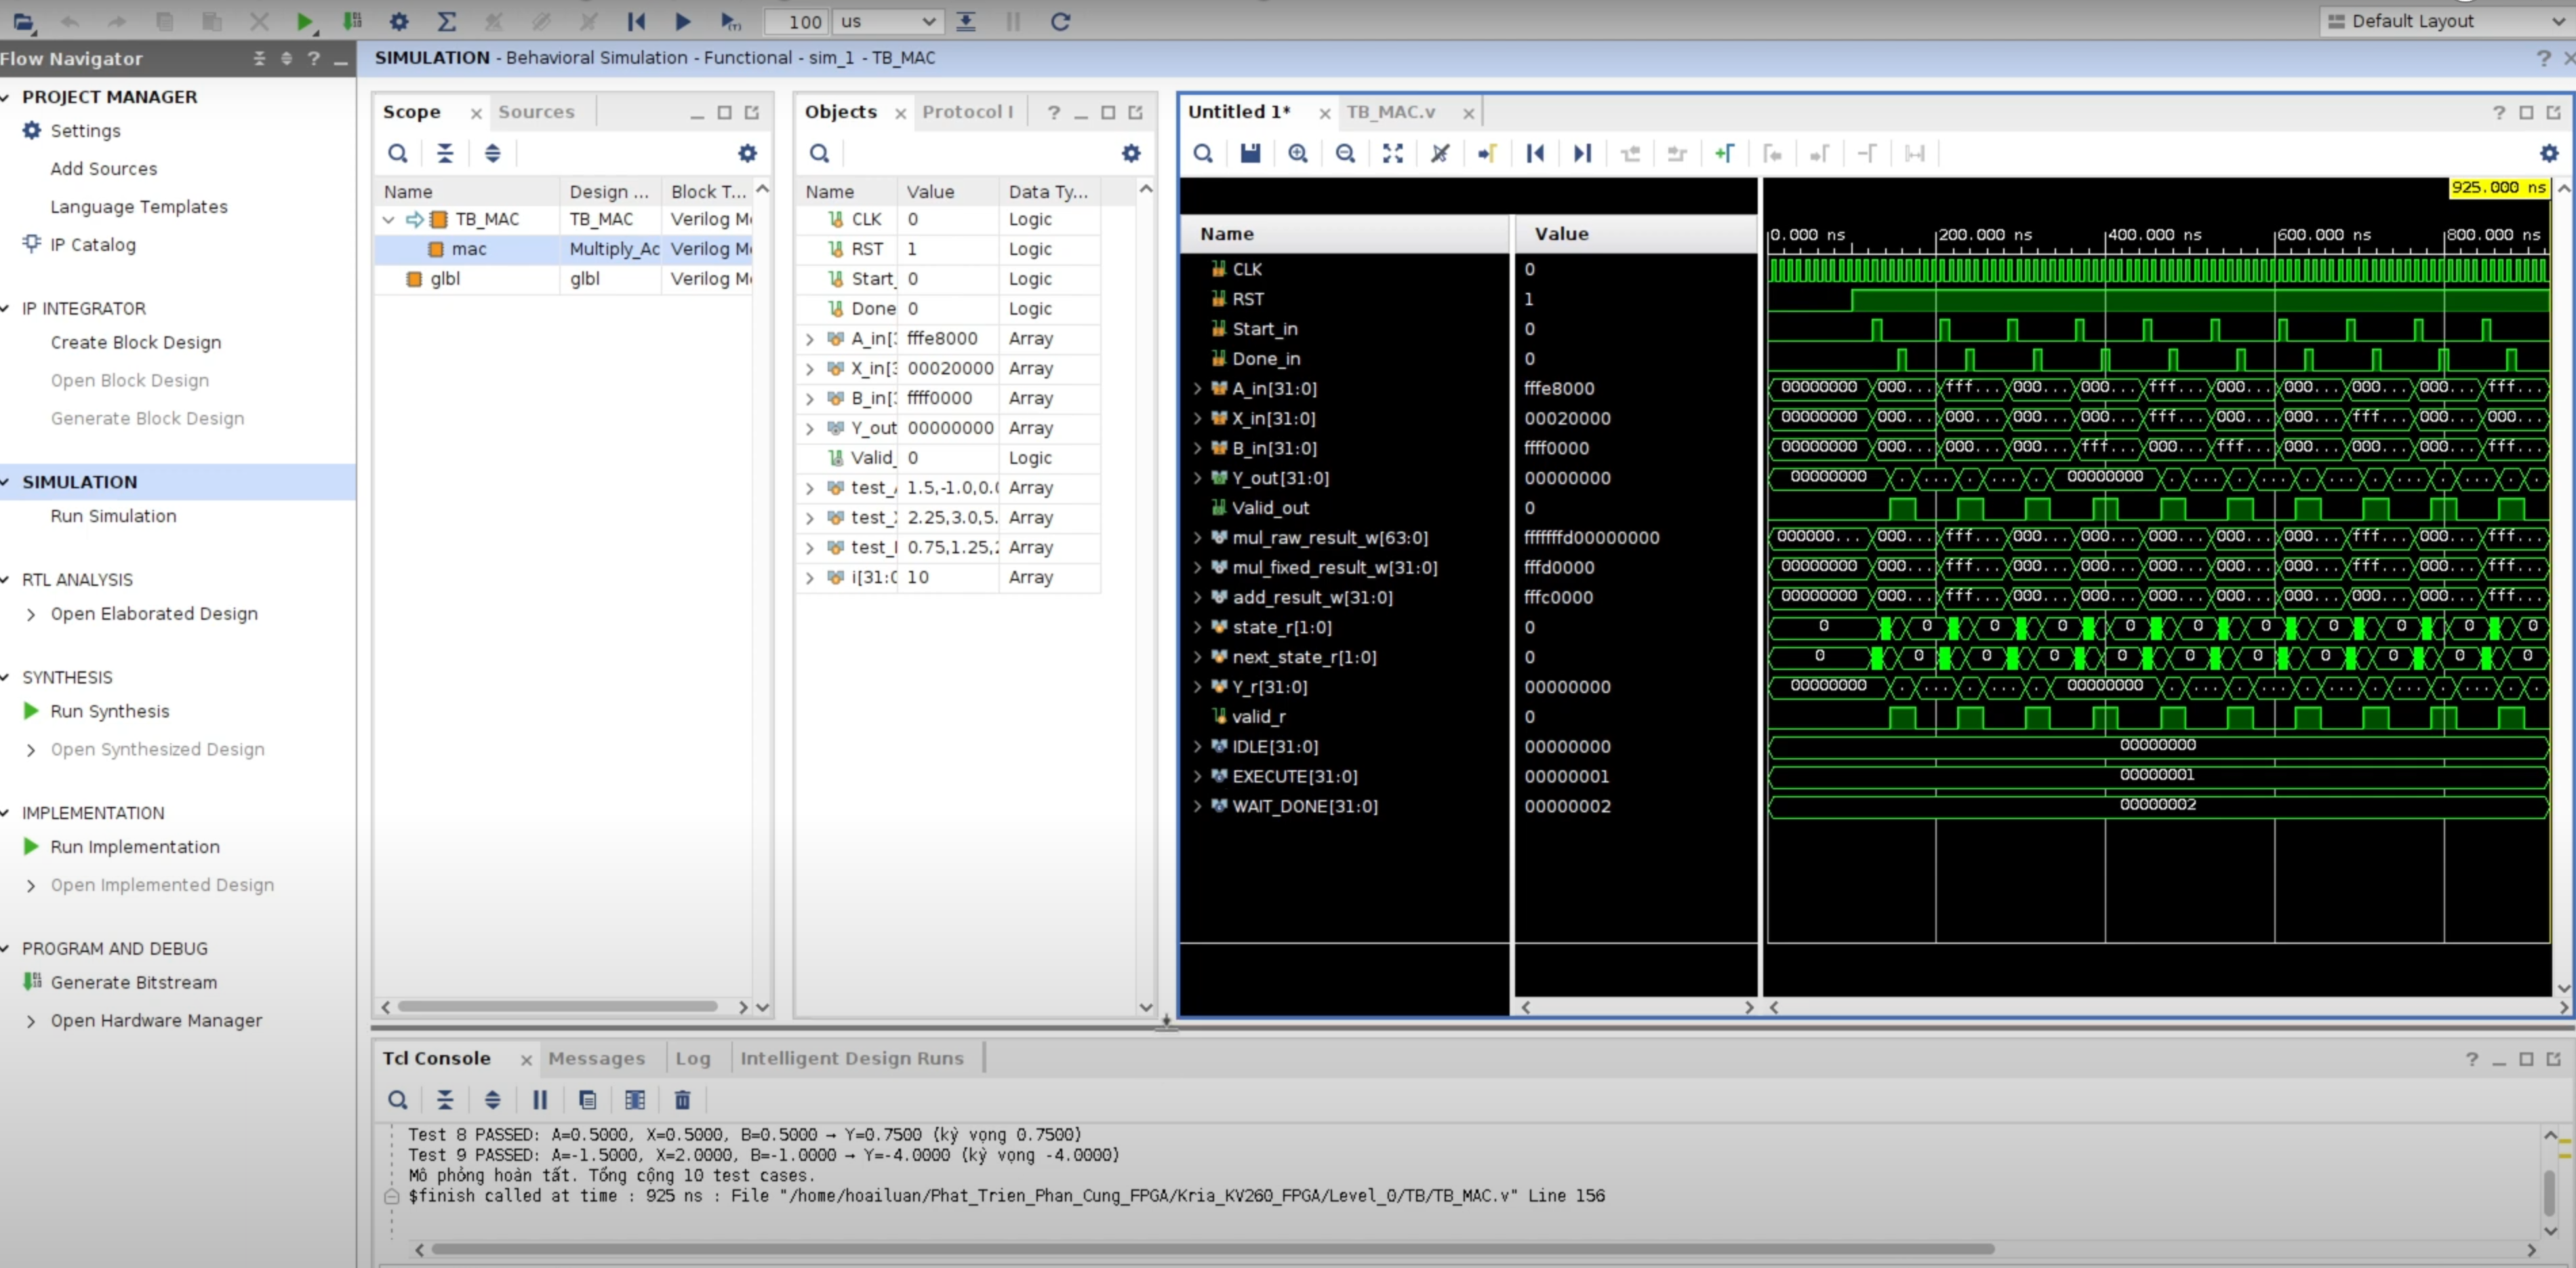 100 us
Default Layout
Flow Navigator
SIMULATION - Behavioral Simulation - Functional - sim_1 - TB_MAC
PROJECT MANAGER
Settings
Add Sources
Language Templates
IP Catalog
IP INTEGRATOR
Create Block Design
Open Block Design
Generate Block Design
SIMULATION
Run Simulation
RTL ANALYSIS
Open Elaborated Design
SYNTHESIS
Run Synthesis
Open Synthesized Design
IMPLEMENTATION
Run Implementation
Open Implemented Design
PROGRAM AND DEBUG
Generate Bitstream
Open Hardware Manager
Scope Sources
Name Design ... Block T...
TB_MAC TB_MAC Verilog M
mac Multiply_Ac Verilog M
glbl glbl Verilog M
Objects Protocol I
Name Value Data Ty...
CLK 0 Logic
RST 1 Logic
Start_ 0 Logic
Done 0 Logic
A_in[3 fffe8000 Array
X_in[3 00020000 Array
B_in[3 ffff0000 Array
Y_out 00000000 Array
Valid_ 0 Logic
test_ 1.5,-1.0,0.0 Array
test_ 2.25,3.0,5. Array
test_ 0.75,1.25, Array
i[31:0 10 Array
Untitled 1* TB_MAC.v
925.000 ns
Name Value
0.000 ns 200.000 ns 400.000 ns 600.000 ns 800.000 ns
CLK 0
RST 1
Start_in 0
Done_in 0
A_in[31:0] fffe8000 00000000 000... fff... 000... 000... fff... 000... 000... 000... 000... fff...
X_in[31:0] 00020000 00000000 000... 000... 000... 000... fff... 000... 000... fff... 000... 000...
B_in[31:0] ffff0000 00000000 000... 000... 000... fff... 000... fff... 000... 000... 000... fff...
Y_out[31:0] 00000000 00000000 00000000
Valid_out 0
mul_raw_result_w[63:0] fffffffd00000000 000000... 000... fff... 000... 000... 000... 000... 000... fff... 000... fff...
mul_fixed_result_w[31:0] fffd0000 00000000 000... fff... 000... 000... 000... 000... 000... fff... 000... fff...
add_result_w[31:0] fffc0000 00000000 000... fff... 000... 000... 000... 000... 000... 000... 000... fff...
state_r[1:0] 0 0 0 0 0 0 0 0 0 0 0 0
next_state_r[1:0] 0 0 0 0 0 0 0 0 0 0 0 0
Y_r[31:0] 00000000 00000000 00000000
valid_r 0
IDLE[31:0] 00000000 00000000
EXECUTE[31:0] 00000001 00000001
WAIT_DONE[31:0] 00000002 00000002
Tcl Console Messages Log Intelligent Design Runs
Test 8 PASSED: A=0.5000, X=0.5000, B=0.5000 → Y=0.7500 (kỳ vọng 0.7500)
Test 9 PASSED: A=-1.5000, X=2.0000, B=-1.0000 → Y=-4.0000 (kỳ vọng -4.0000)
Mô phỏng hoàn tất. Tổng cộng 10 test cases.
$finish called at time : 925 ns : File "/home/hoailuan/Phat_Trien_Phan_Cung_FPGA/Kria_KV260_FPGA/Level_0/TB/TB_MAC.v" Line 156